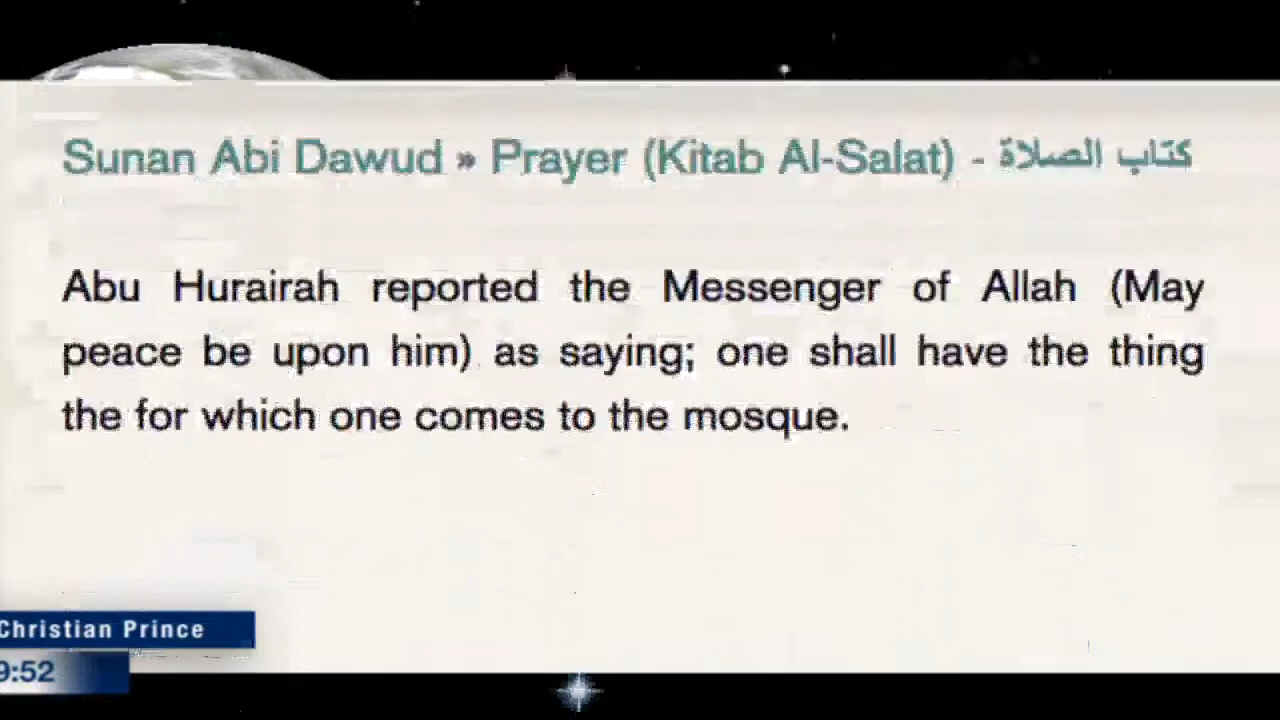 Sunan Abi Dawud » Prayer (Kitab Al-Salat) - كتاب الصلاة
Abu Hurairah reported the Messenger of Allah (May
peace be upon him) as saying; one shall have the thing
the for which one comes to the mosque.
Christian Prince
9:52